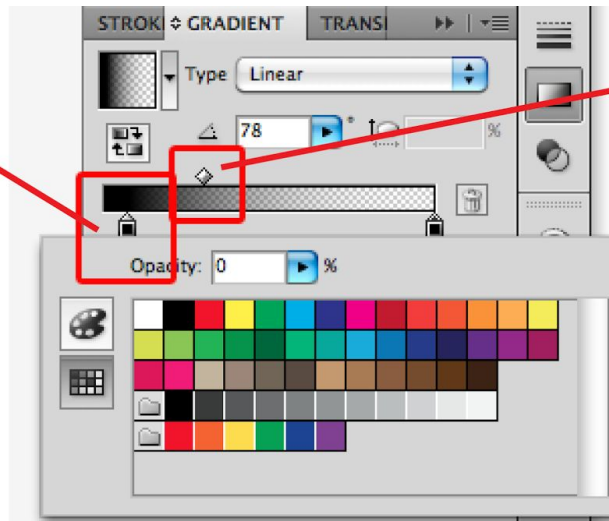 STROK GRADIENT TRANS
Type Linear
78 ° %
Opacity: 0 %